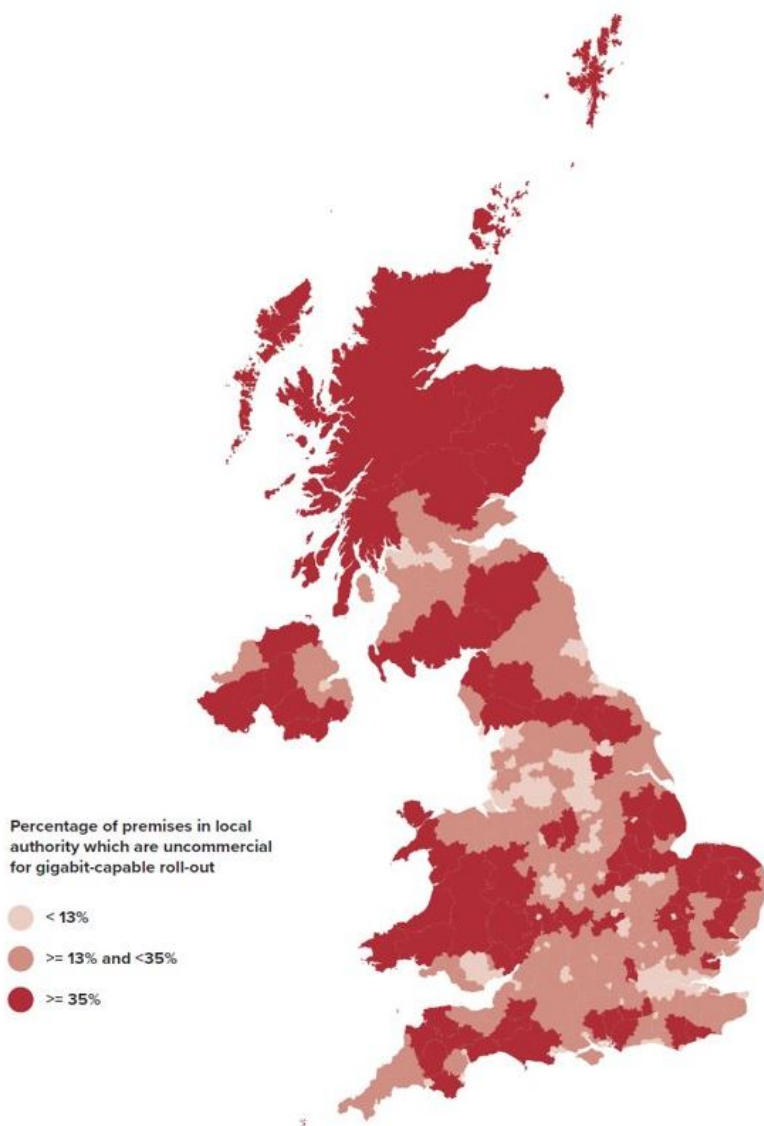 Percentage of premises in local
authority which are uncommercial
for gigabit-capable roll-out
< 13%
>= 13% and <35%
>= 35%